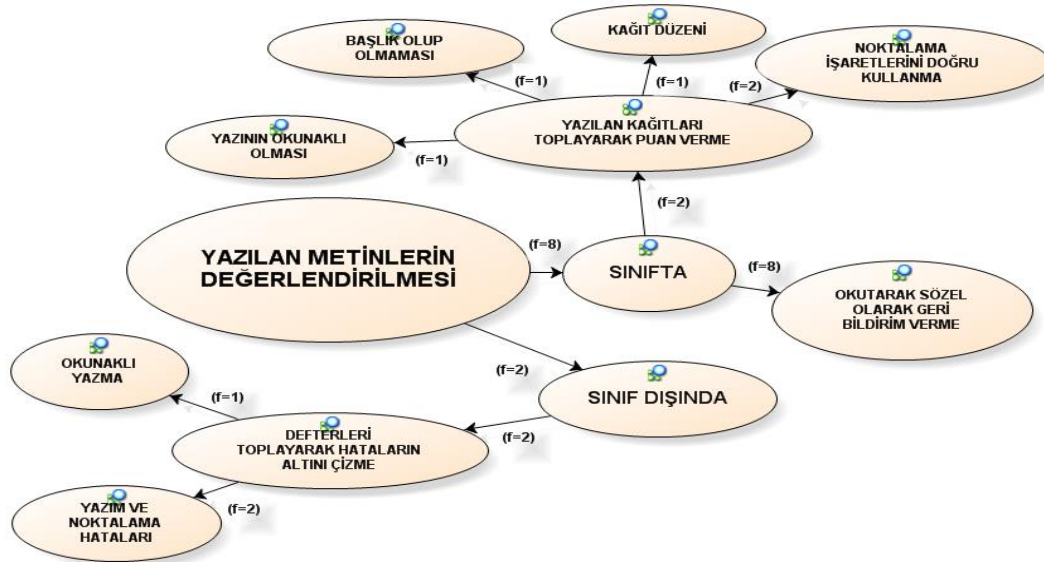 BAŞLIK OLUP
OLMAMASI
KAĞIT DÜZENİ
NOKTALAMA
İŞARETLERİNİ DOĞRU
KULLANMA
(f=1)
(f=1)
(f=2)
YAZILAN KAĞITLARI
TOPLAYARAK PUAN VERME
YAZININ OKUNAKLI
OLMASI
(f=1)
(f=2)
YAZILAN METİNLERİN
DEĞERLENDİRİLMESİ
(f=8)
SINIFTA
(f=8)
OKUTARAK SÖZEL
OLARAK GERİ
BİLDİRİM VERME
(f=2)
SINIF DIŞINDA
OKUNAKLI
YAZMA
(f=1)
(f=2)
DEFTERLERİ
TOPLAYARAK HATALARIN
ALTINI ÇİZME
(f=2)
YAZIM VE
NOKTALAMA
HATALARI